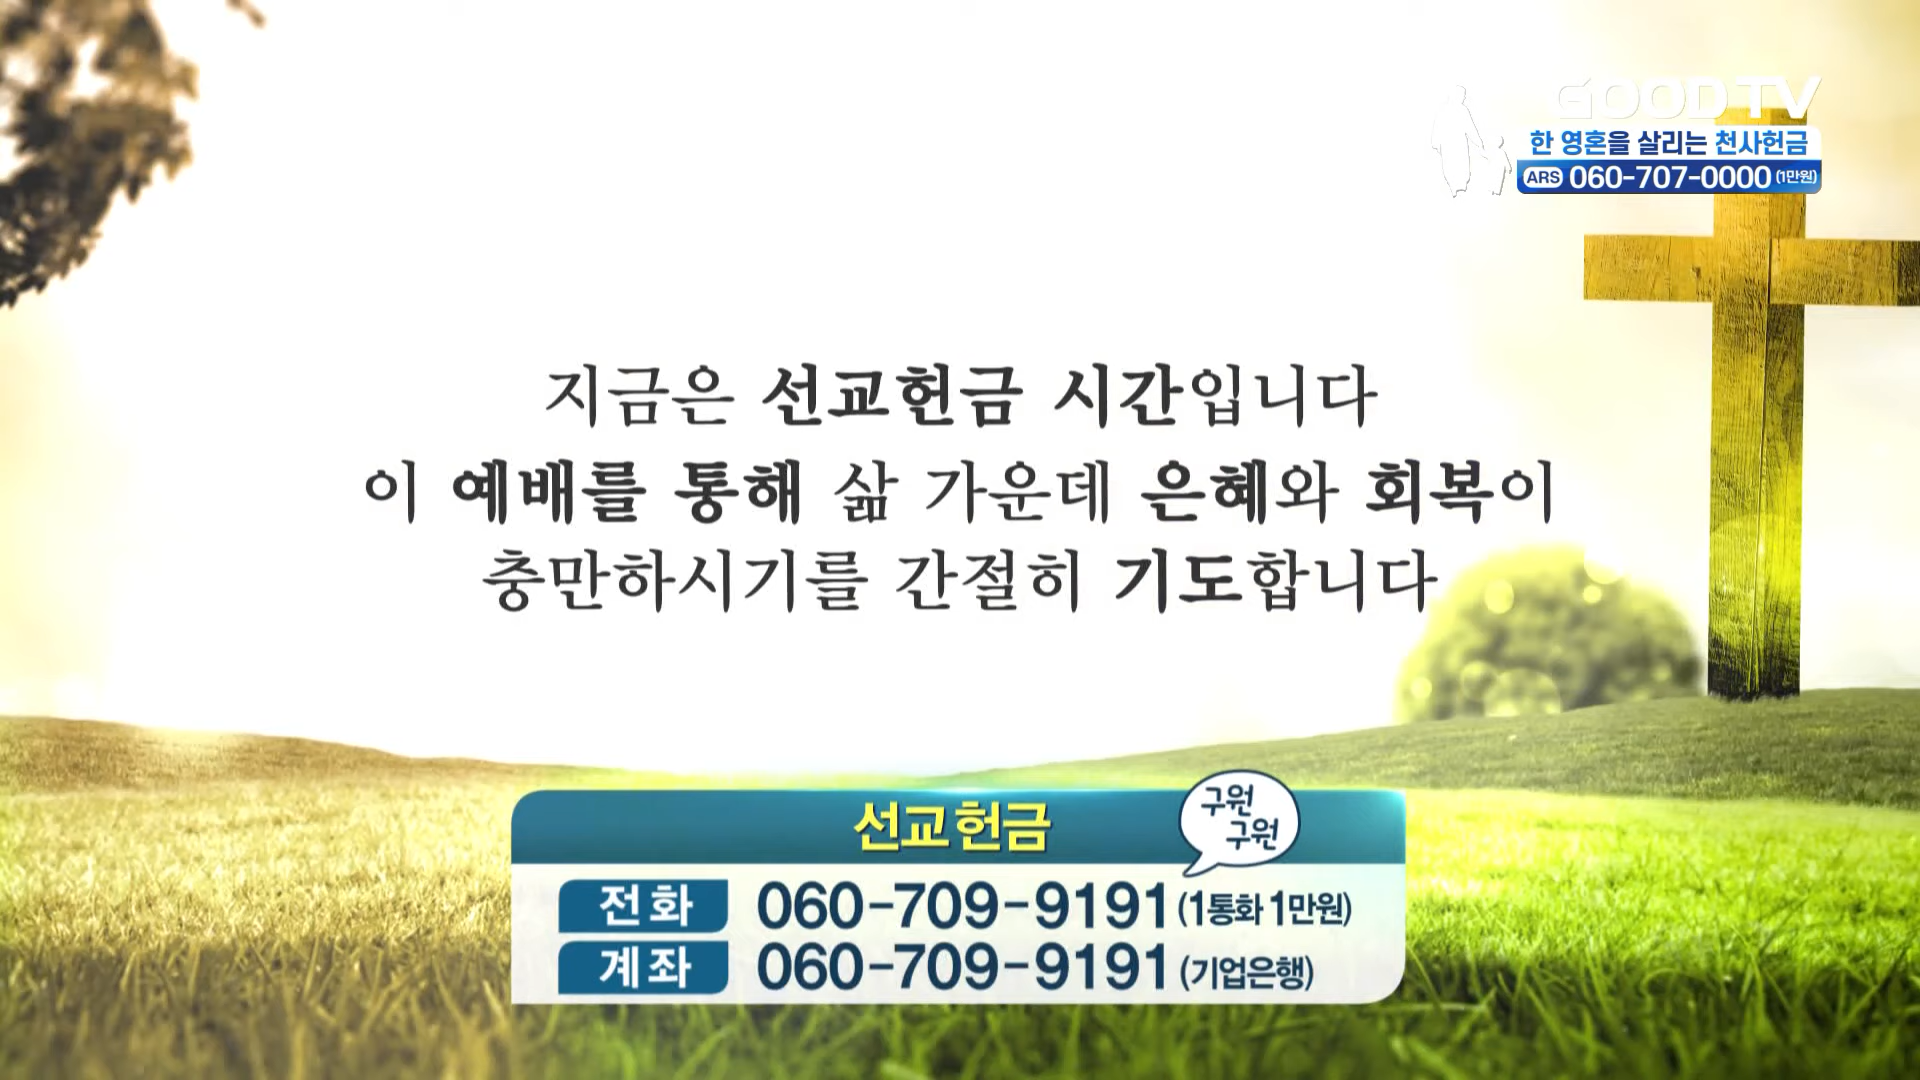 GOODTV
한 영혼을 살리는 천사헌금
ARS 060-707-0000 (1만원)
지금은 선교헌금 시간입니다
이 예배를 통해 삶 가운데 은혜와 회복이
충만하시기를 간절히 기도합니다
선교헌금
구원
구원
전화 060-709-9191 (1통화 1만원)
계좌 060-709-9191 (기업은행)